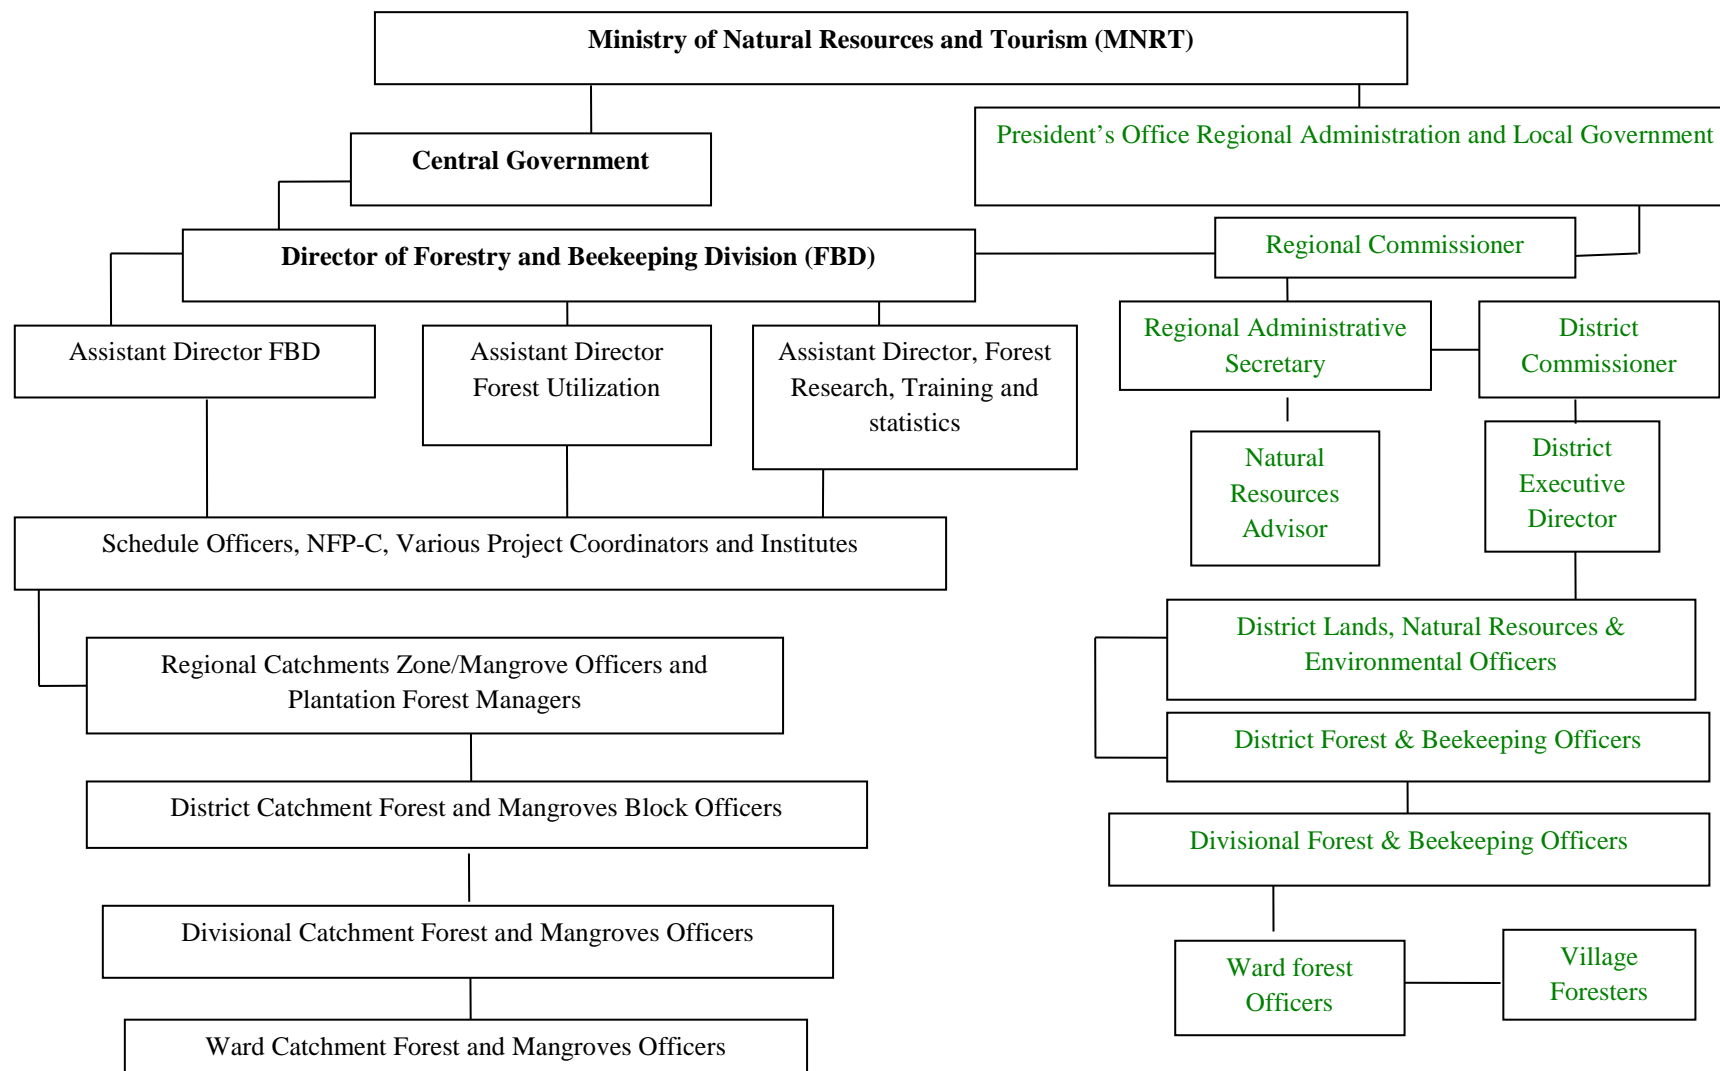 Ministry of Natural Resources and Tourism (MNRT)
President’s Office Regional Administration and Local Government
Central Government
Regional Commissioner
Director of Forestry and Beekeeping Division (FBD)
Assistant Director FBD
Assistant Director
Forest Utilization
Assistant Director, Forest
Research, Training and
statistics
Regional Administrative
Secretary
District
Commissioner
Natural
Resources
Advisor
District
Executive
Director
Schedule Officers, NFP-C, Various Project Coordinators and Institutes
District Lands, Natural Resources &
Environmental Officers
Regional Catchments Zone/Mangrove Officers and
Plantation Forest Managers
District Forest & Beekeeping Officers
District Catchment Forest and Mangroves Block Officers
Divisional Forest & Beekeeping Officers
Divisional Catchment Forest and Mangroves Officers
Ward forest
Officers
Village
Foresters
Ward Catchment Forest and Mangroves Officers